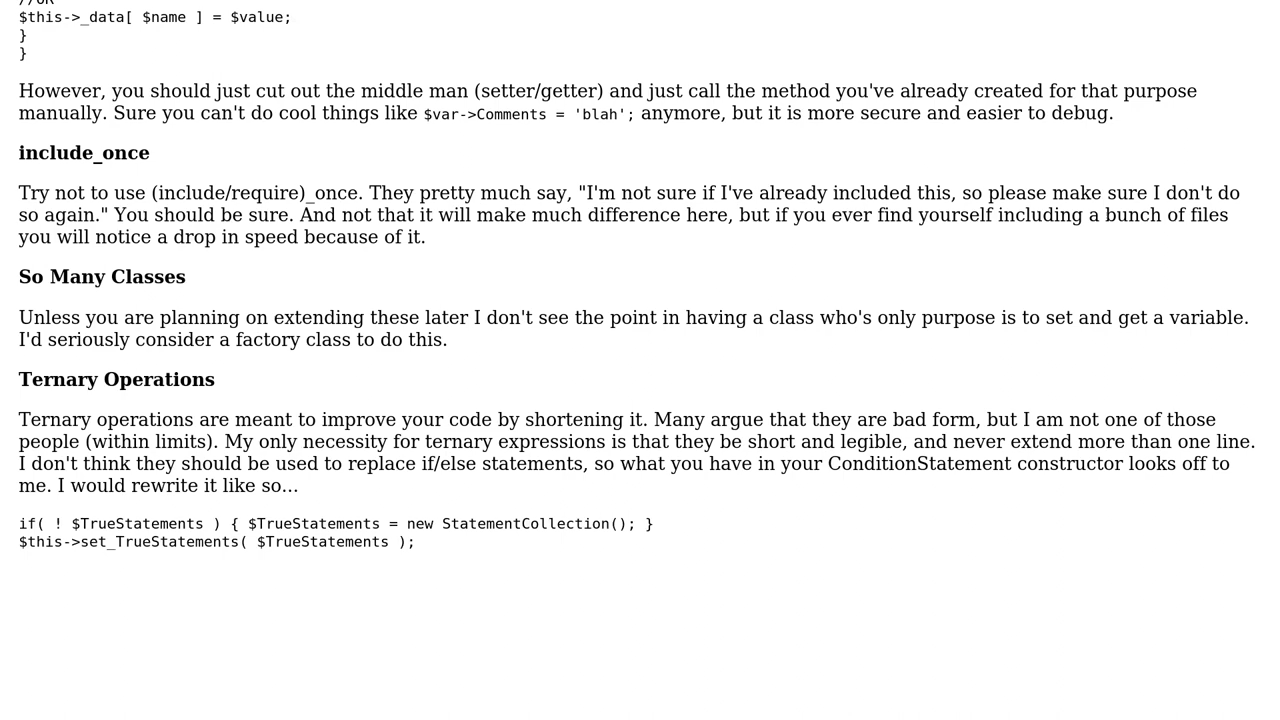 //OR
$this->_data[ $name ] = $value;
}
}
However, you should just cut out the middle man (setter/getter) and just call the method you've already created for that purpose
manually. Sure you can't do cool things like $var->Comments = 'blah'; anymore, but it is more secure and easier to debug.
include_once
Try not to use (include/require)_once. They pretty much say, "I'm not sure if I've already included this, so please make sure I don't do
so again." You should be sure. And not that it will make much difference here, but if you ever find yourself including a bunch of files
you will notice a drop in speed because of it.
So Many Classes
Unless you are planning on extending these later I don't see the point in having a class who's only purpose is to set and get a variable.
I'd seriously consider a factory class to do this.
Ternary Operations
Ternary operations are meant to improve your code by shortening it. Many argue that they are bad form, but I am not one of those
people (within limits). My only necessity for ternary expressions is that they be short and legible, and never extend more than one line.
I don't think they should be used to replace if/else statements, so what you have in your ConditionStatement constructor looks off to
me. I would rewrite it like so...
if( ! $TrueStatements ) { $TrueStatements = new StatementCollection(); }
$this->set_TrueStatements( $TrueStatements );